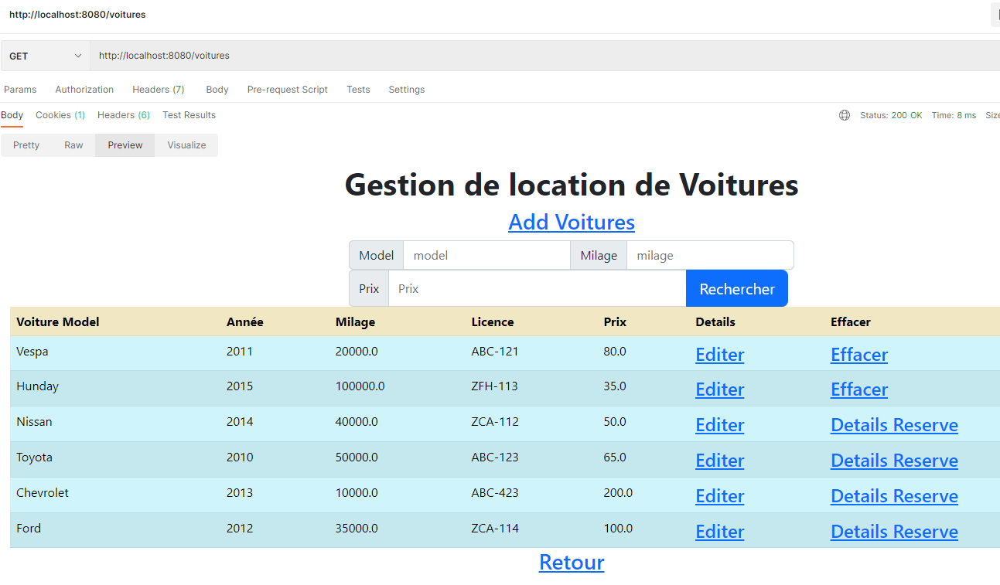 http://localhost:8080/voitures
GET http://localhost:8080/voitures
Params Authorization Headers (7) Body Pre-request Script Tests Settings
Body Cookies (1) Headers (6) Test Results Status: 200 OK Time: 8 ms
Pretty Raw Preview Visualize
Gestion de location de Voitures
Add Voitures
Model model Milage milage
Prix Prix Rechercher
Voiture Model Année Milage Licence Prix Details Effacer
Vespa 2011 20000.0 ABC-121 80.0 Editer Effacer
Hunday 2015 100000.0 ZFH-113 35.0 Editer Effacer
Nissan 2014 40000.0 ZCA-112 50.0 Editer Details Reserve
Toyota 2010 50000.0 ABC-123 65.0 Editer Details Reserve
Chevrolet 2013 10000.0 ABC-423 200.0 Editer Details Reserve
Ford 2012 35000.0 ZCA-114 100.0 Editer Details Reserve
Retour